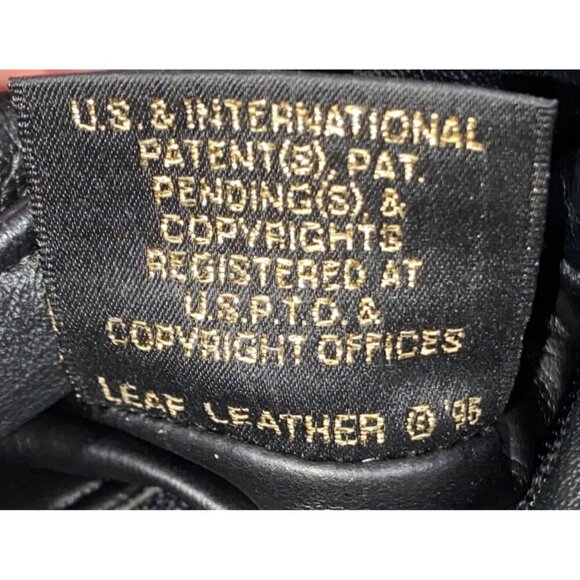 U.S. & INTERNATIONAL
PATENT(S), PAT.
PENDING(S), &
COPYRIGHTS
REGISTERED AT
U.S.P.T.O. &
COPYRIGHT OFFICES
LEAF LEATHER © '95